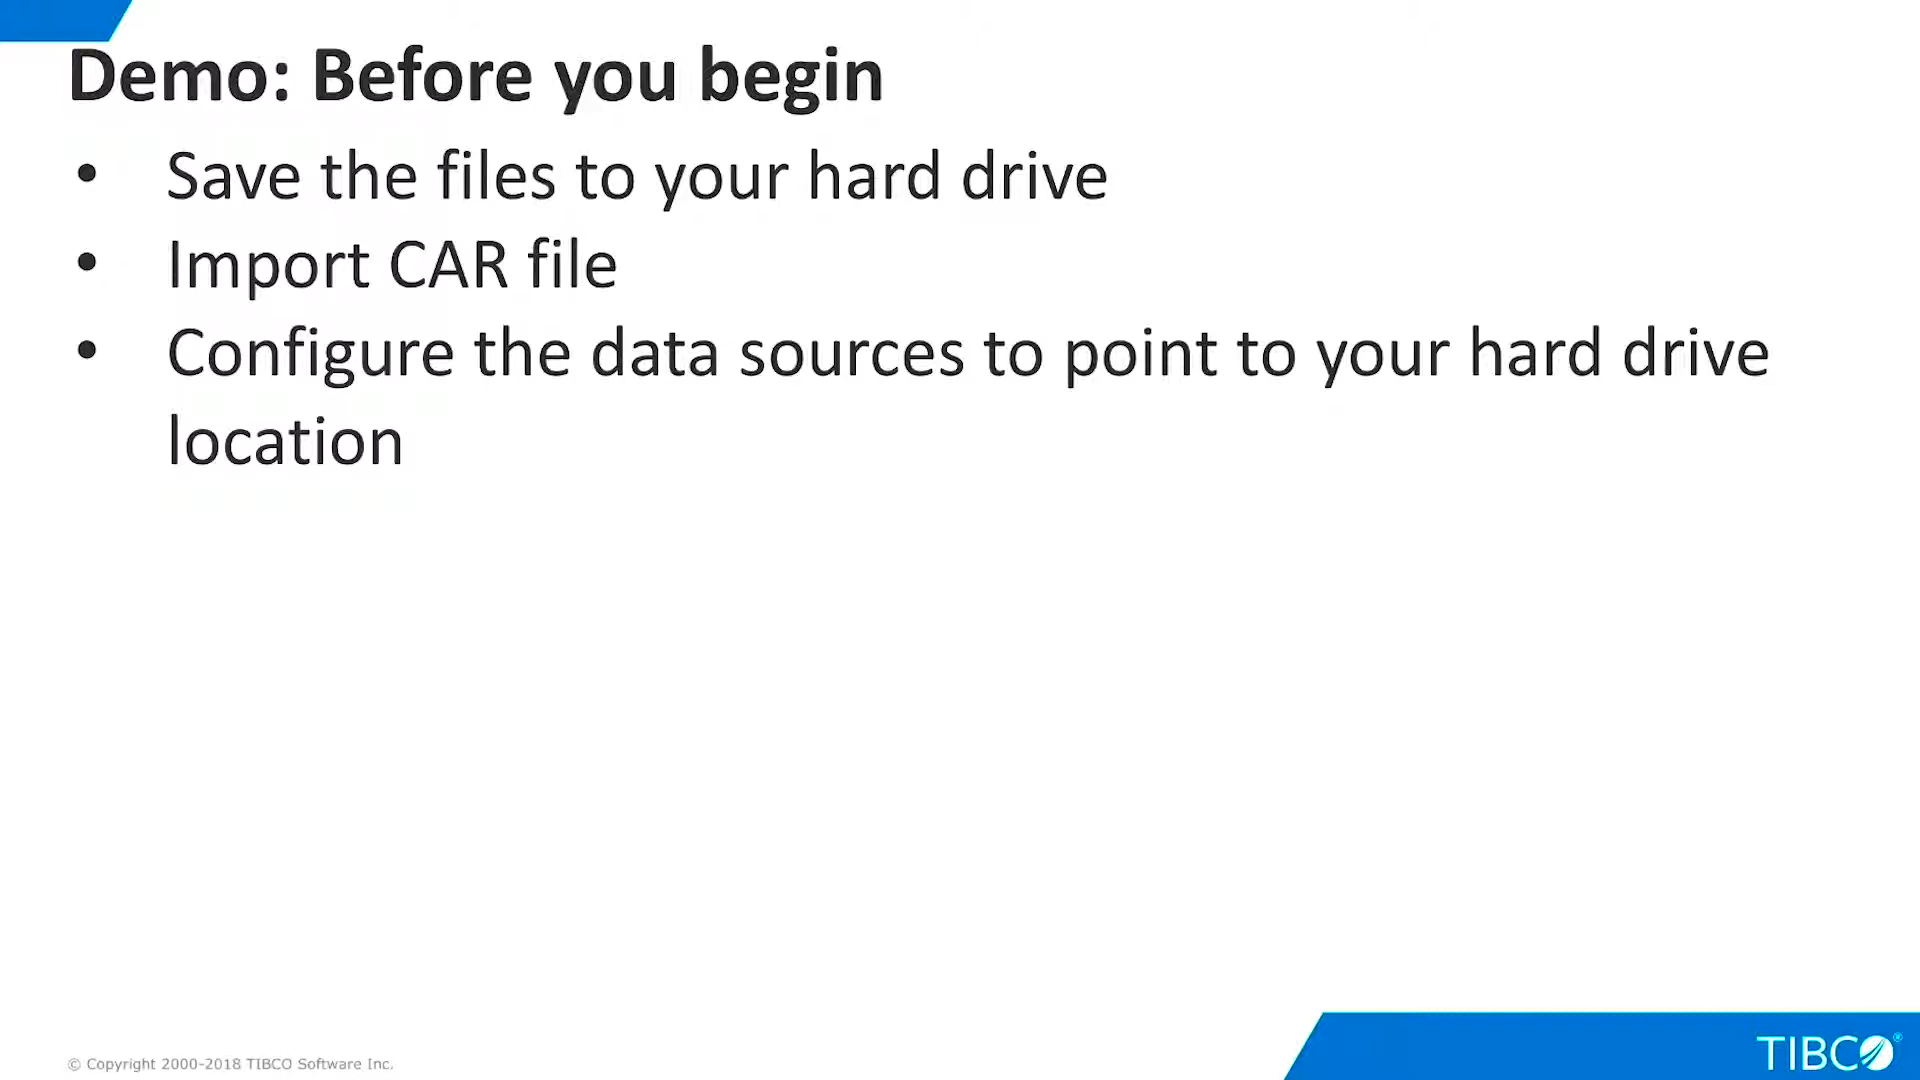 Demo: Before you begin
• Save the files to your hard drive
• Import CAR file
• Configure the data sources to point to your hard drive
location
© Copyright 2000-2018 TIBCO Software Inc.
TIBCO®